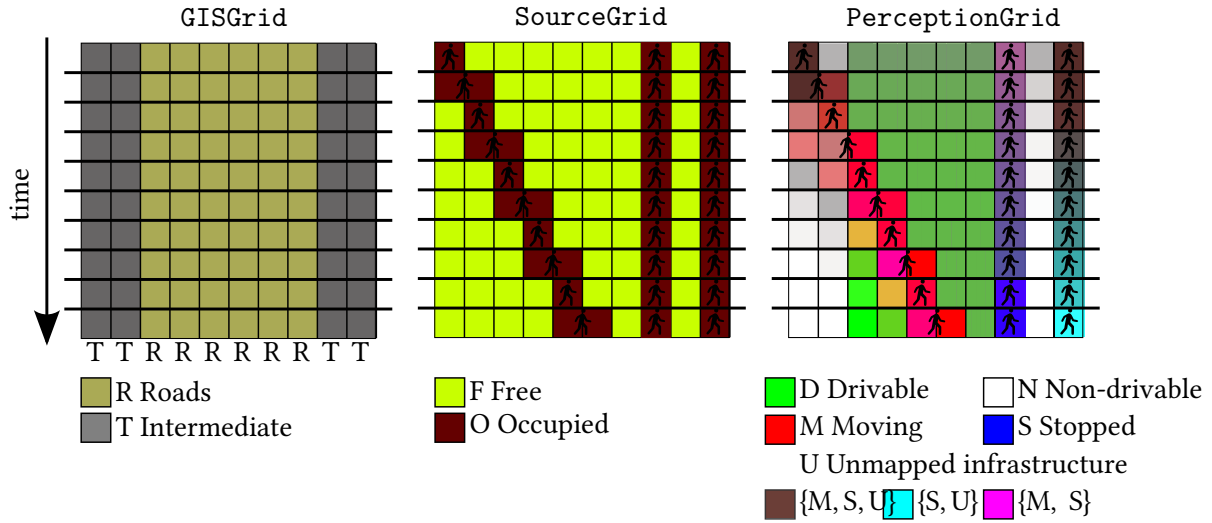 GISGrid SourceGrid PerceptionGrid
time
T T R R R R R R T T
R Roads F Free D Drivable N Non-drivable
T Intermediate O Occupied M Moving S Stopped
U Unmapped infrastructure
{M, S, U} {S, U} {M, S}